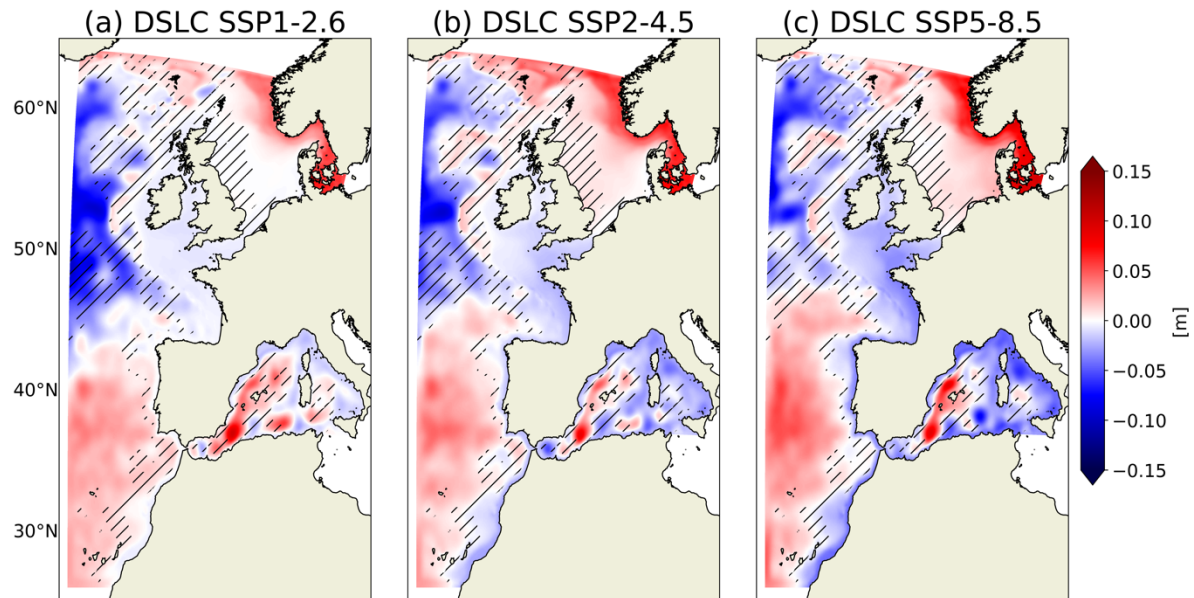 (a) DSLC SSP1-2.6
(b) DSLC SSP2-4.5
(c) DSLC SSP5-8.5
60°N
50°N
40°N
30°N
0.15
0.10
0.05
0.00
−0.05
−0.10
−0.15
[m]